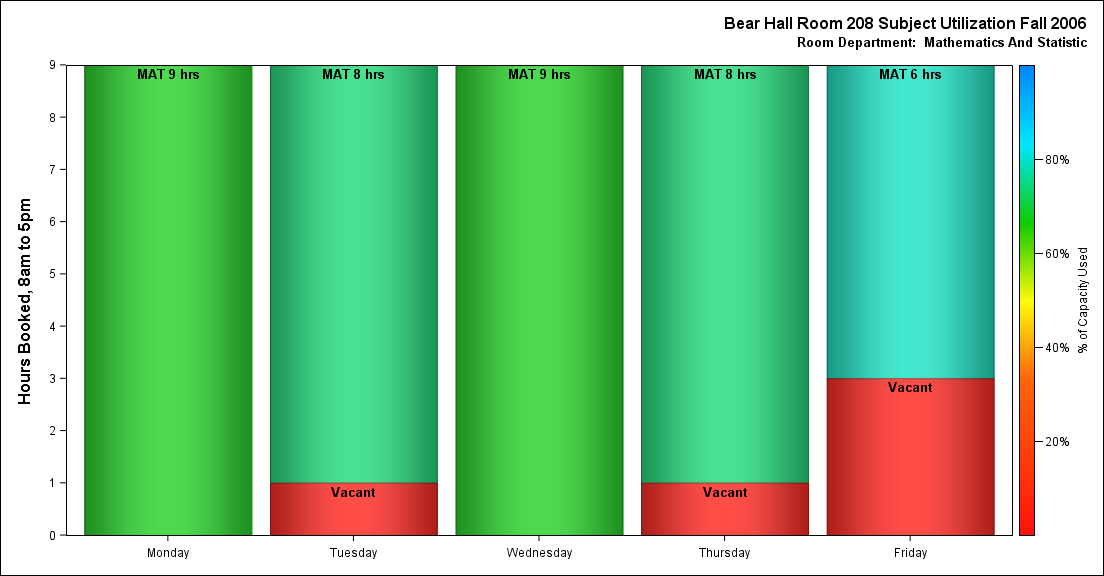 Bear Hall Room 208 Subject Utilization Fall 2006
Room Department:  Mathematics And Statistic
Hours Booked, 8am to 5pm
9
8
7
6
5
4
3
2
1
0
MAT 9 hrs
MAT 8 hrs
MAT 9 hrs
MAT 8 hrs
MAT 6 hrs
Vacant
Vacant
Vacant
Monday
Tuesday
Wednesday
Thursday
Friday
80%
60%
40%
20%
% of Capacity Used